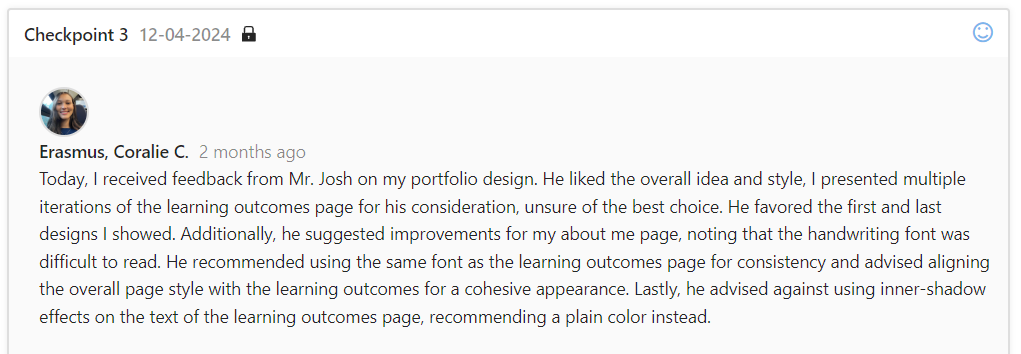 Checkpoint 3 12-04-2024
Erasmus, Coralie C. 2 months ago
Today, I received feedback from Mr. Josh on my portfolio design. He liked the overall idea and style, I presented multiple
iterations of the learning outcomes page for his consideration, unsure of the best choice. He favored the first and last
designs I showed. Additionally, he suggested improvements for my about me page, noting that the handwriting font was
difficult to read. He recommended using the same font as the learning outcomes page for consistency and advised aligning
the overall page style with the learning outcomes for a cohesive appearance. Lastly, he advised against using inner-shadow
effects on the text of the learning outcomes page, recommending a plain color instead.